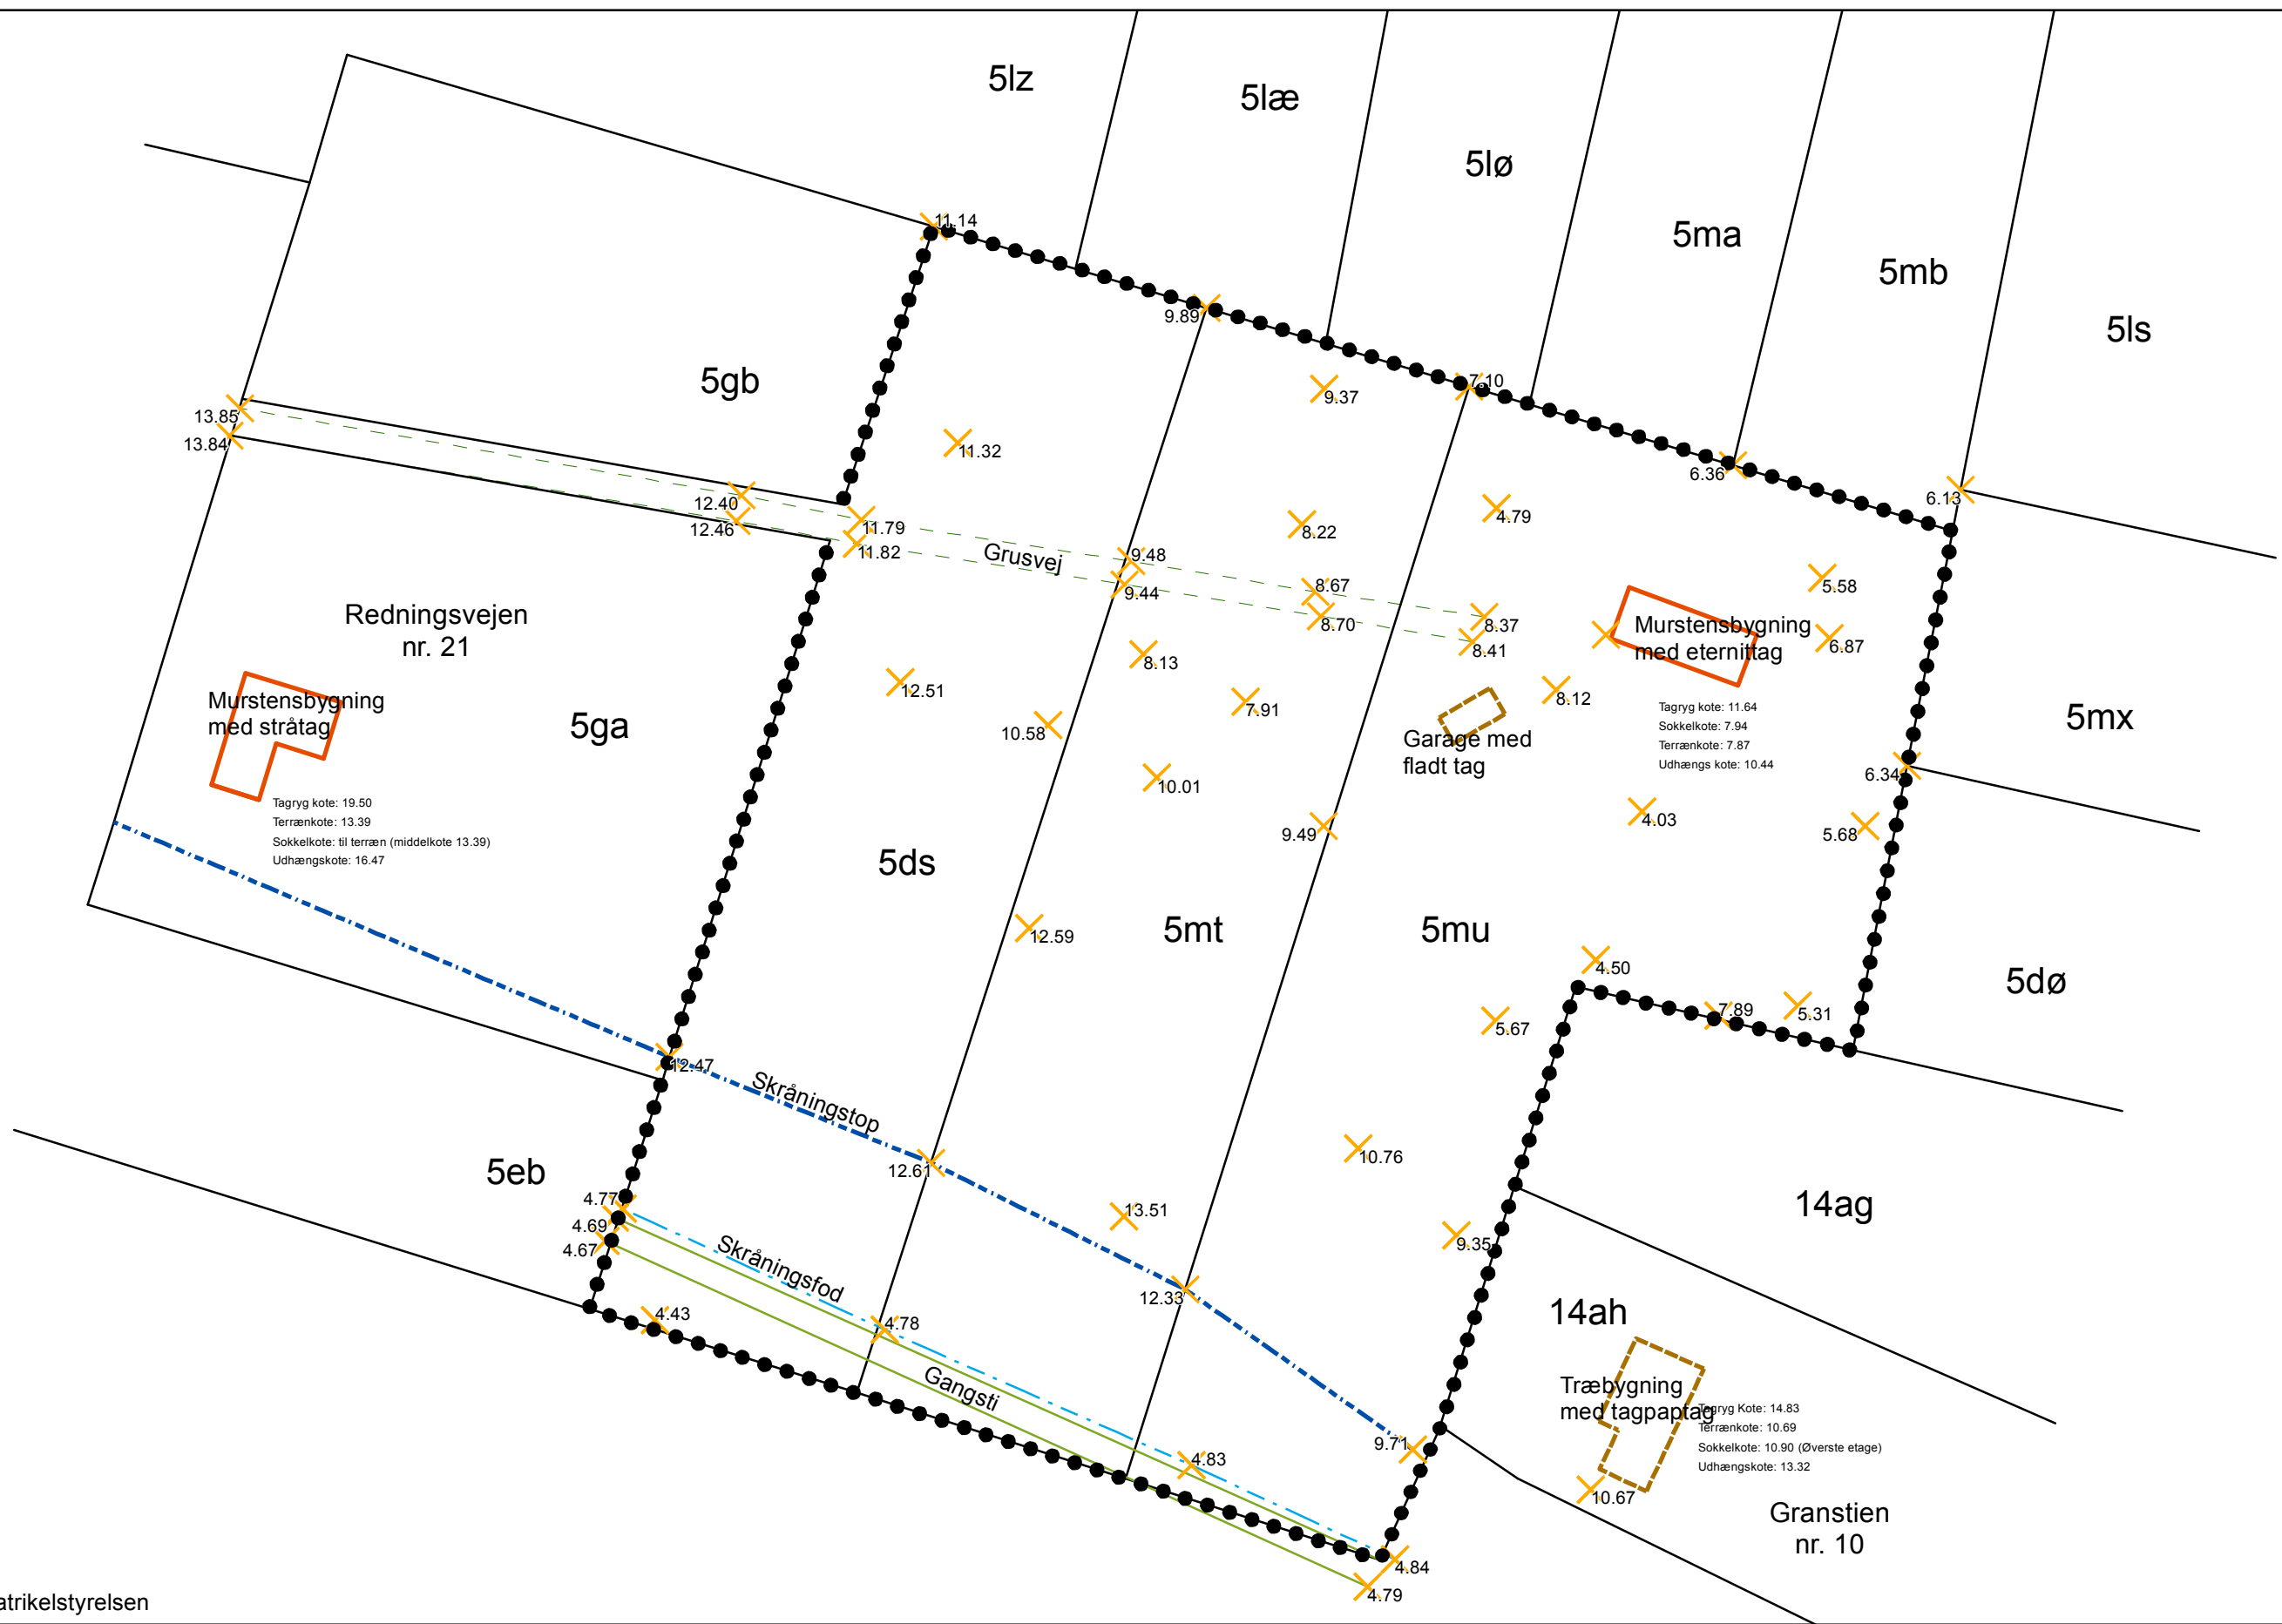 5lz
5læ
5lø
5ma
5mb
5ls
11.14
9.89
7.10
9.37
6.36
6.13
5gb
11.32
13.85
13.84
12.40
12.46
11.79
11.82
Grusvej
9.48
9.44
8.22
4.79
8.67
8.70
8.37
8.41
5.58
6.87
Murstensbygning
med eternittag
Redningsvejen
nr. 21
Murstensbygning
med stråtag
5ga
12.51
8.13
10.58
7.91
8.12
Garage med
fladt tag
Tagryg kote: 11.64
Sokkelkote: 7.94
Terrænkote: 7.87
Udhængs kote: 10.44
5mx
6.34
10.01
9.49
4.03
5.68
Tagryg kote: 19.50
Terrænkote: 13.39
Sokkelkote: til terræn (middelkote 13.39)
Udhængskote: 16.47
5ds
12.59
5mt
5mu
4.50
5dø
5.67
7.89
5.31
12.47
Skråningstop
12.61
10.76
5eb
4.77
4.69
4.67
13.51
9.35
14ag
Skråningsfod
12.33
14ah
4.43
4.78
Gangsti
Træbygning
med tagpaptag
Tagryg Kote: 14.83
Terrænkote: 10.69
Sokkelkote: 10.90 (Øverste etage)
Udhængskote: 13.32
9.71
4.83
10.67
Granstien
nr. 10
4.84
4.79
atrikelstyrelsen